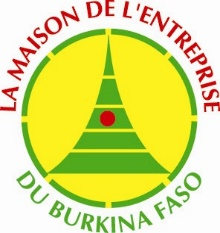 LA MAISON DE L'ENTREPRISE
DU BURKINA FASO